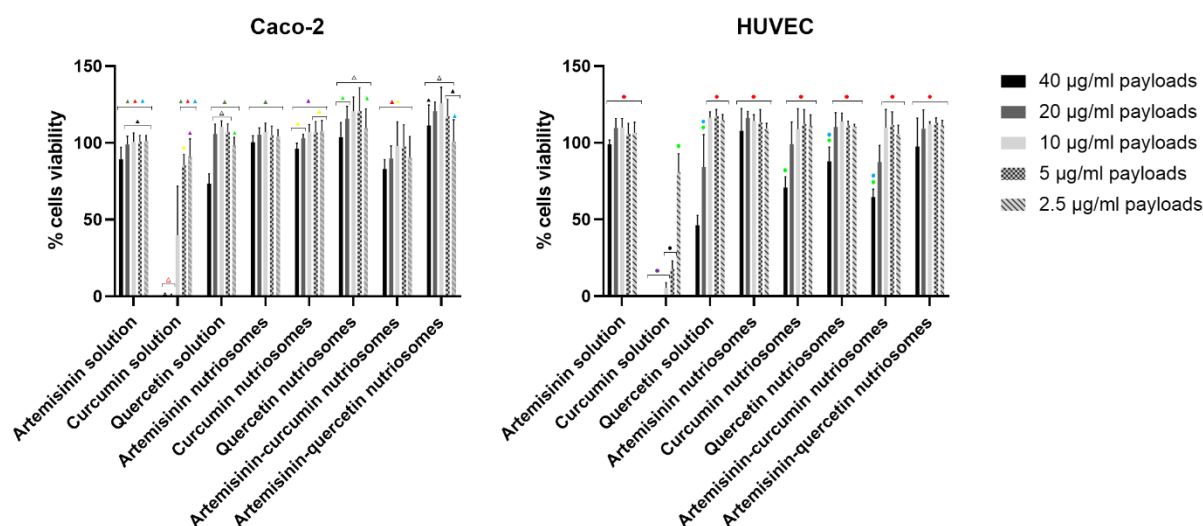 Caco-2
% cells viability
150
100
50
0
Artemisinin solution
Curcumin solution
Quercetin solution
Artemisinin nutriosomes
Curcumin nutriosomes
Quercetin nutriosomes
Artemisinin-curcumin nutriosomes
Artemisinin-quercetin nutriosomes
HUVEC
% cells viability
150
100
50
0
Artemisinin solution
Curcumin solution
Quercetin solution
Artemisinin nutriosomes
Curcumin nutriosomes
Quercetin nutriosomes
Artemisinin-curcumin nutriosomes
Artemisinin-quercetin nutriosomes
40 µg/ml payloads
20 µg/ml payloads
10 µg/ml payloads
5 µg/ml payloads
2.5 µg/ml payloads